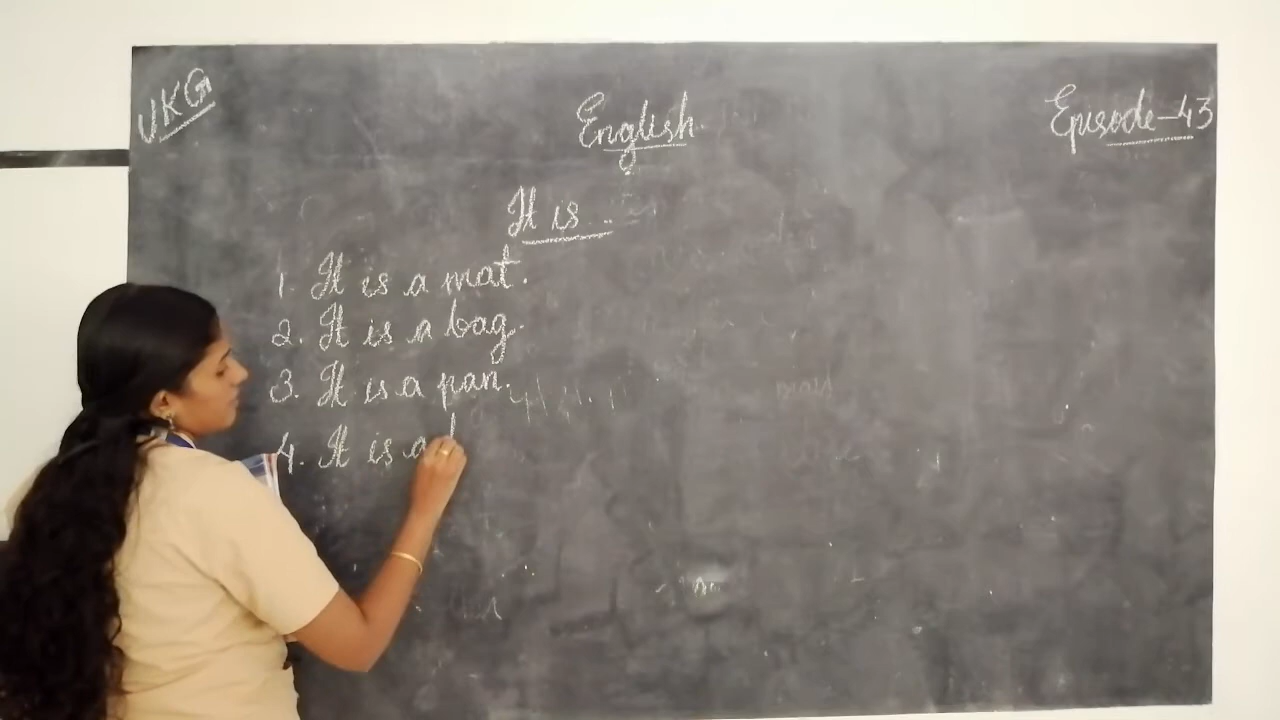 UKG
English
Episode-43
It is ..
1. It is a mat.
2. It is a bag.
3. It is a pan.
4. It is a